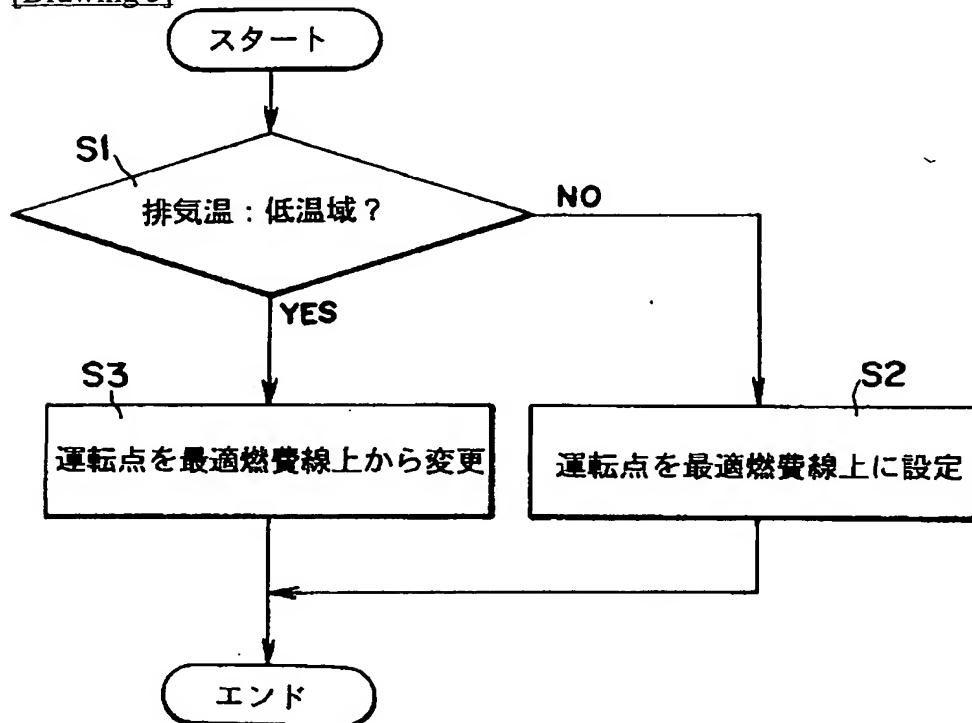 スタート
S1
排気温：低温域？
NO
YES
S3
S2
運転点を最適燃費線上から変更
運転点を最適燃費線上に設定
エンド